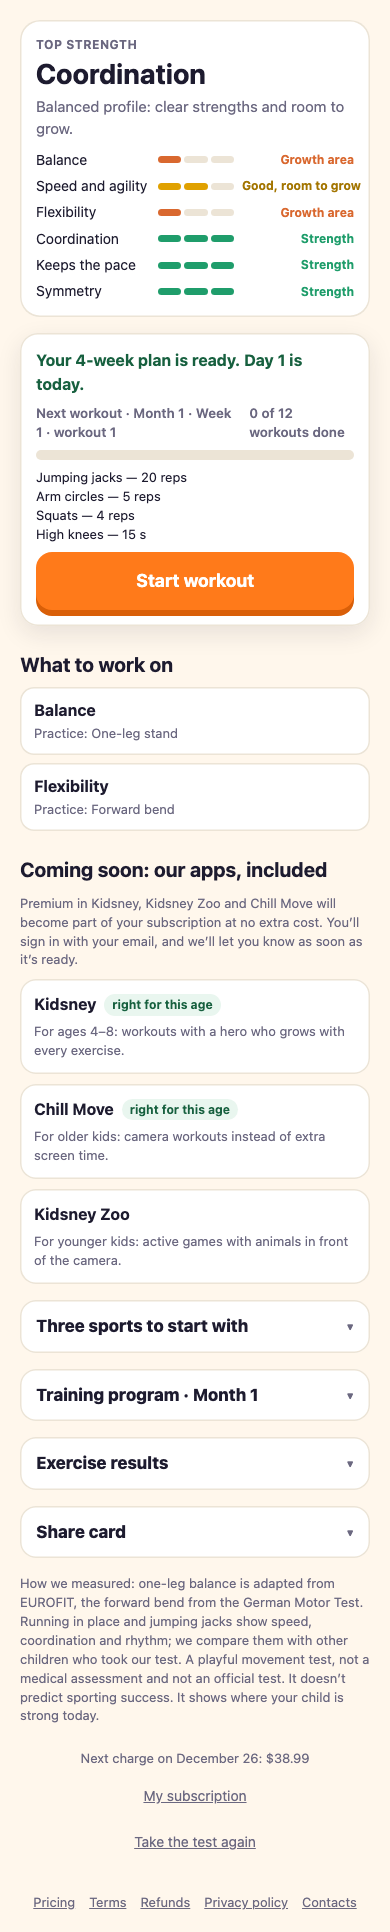 TOP STRENGTH
Coordination
Balanced profile: clear strengths and room to
grow.
Balance Growth area
Speed and agility Good, room to grow
Flexibility Growth area
Coordination Strength
Keeps the pace Strength
Symmetry Strength
Your 4-week plan is ready. Day 1 is
today.
Next workout · Month 1 · Week
1 · workout 1
0 of 12
workouts done
Jumping jacks — 20 reps
Arm circles — 5 reps
Squats — 4 reps
High knees — 15 s
Start workout
What to work on
Balance
Practice: One-leg stand
Flexibility
Practice: Forward bend
Coming soon: our apps, included
Premium in Kidsney, Kidsney Zoo and Chill Move will
become part of your subscription at no extra cost. You’ll
sign in with your email, and we’ll let you know as soon as
it’s ready.
Kidsney right for this age
For ages 4–8: workouts with a hero who grows with
every exercise.
Chill Move right for this age
For older kids: camera workouts instead of extra
screen time.
Kidsney Zoo
For younger kids: active games with animals in front
of the camera.
Three sports to start with ▾
Training program · Month 1 ▾
Exercise results ▾
Share card ▾
How we measured: one-leg balance is adapted from
EUROFIT, the forward bend from the German Motor Test.
Running in place and jumping jacks show speed,
coordination and rhythm; we compare them with other
children who took our test. A playful movement test, not a
medical assessment and not an official test. It doesn’t
predict sporting success. It shows where your child is
strong today.
Next charge on December 26: $38.99
My subscription
Take the test again
Pricing Terms Refunds Privacy policy Contacts